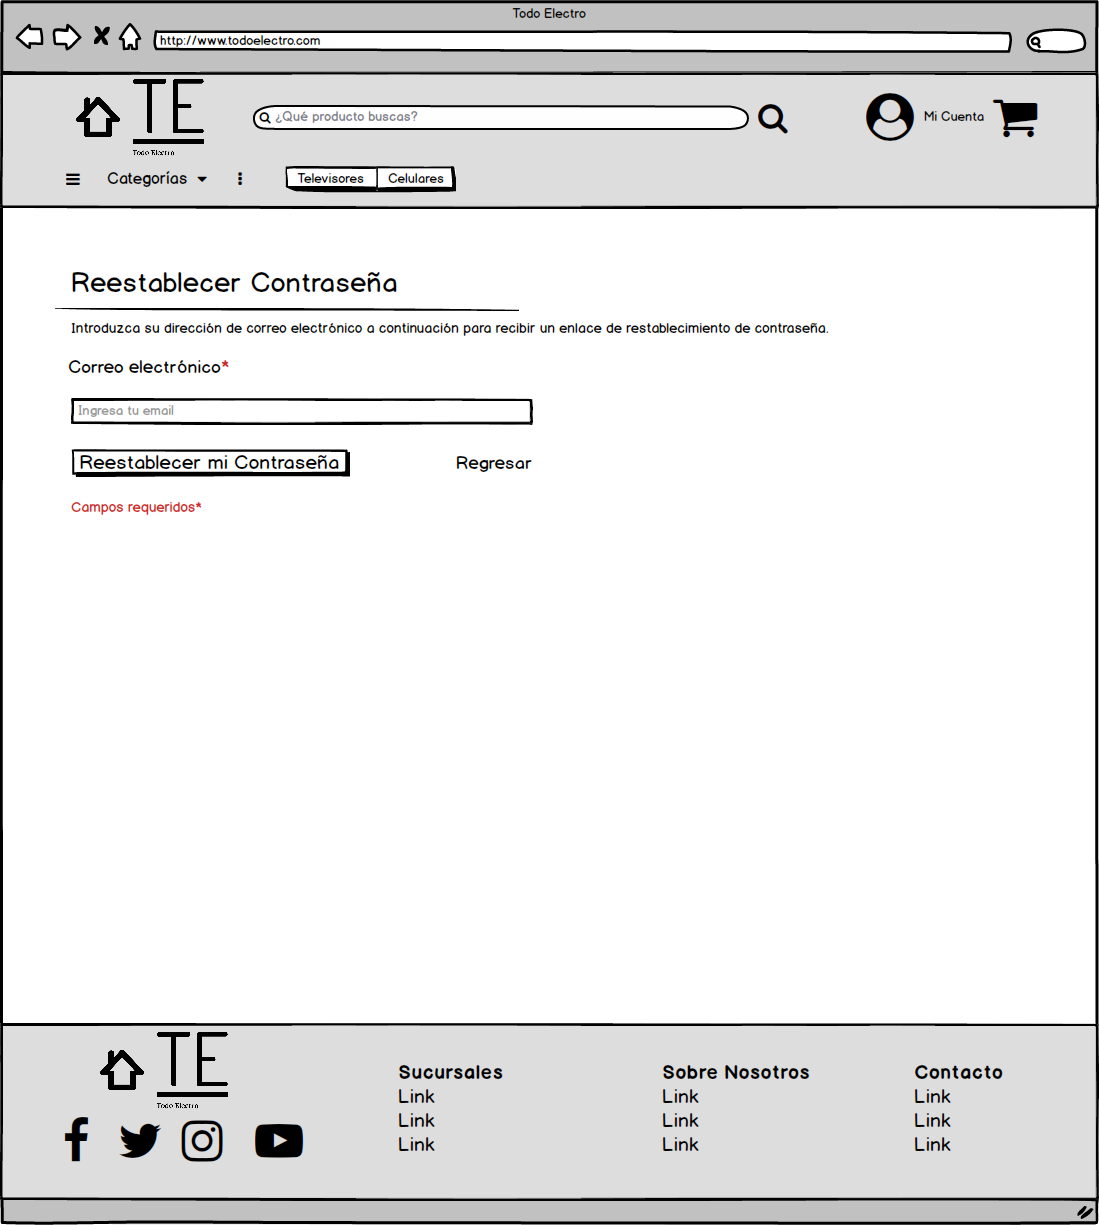 Todo Electro
http://www.todoelectro.com
TE
Todo Electro
¿Qué producto buscas?
Mi Cuenta
Categorías
Televisores Celulares
Reestablecer Contraseña
Introduzca su dirección de correo electrónico a continuación para recibir un enlace de restablecimiento de contraseña.
Correo electrónico*
Ingresa tu email
Reestablecer mi Contraseña Regresar
Campos requeridos*
TE
Todo Electro
Sucursales Sobre Nosotros Contacto
Link Link Link
Link Link Link
Link Link Link